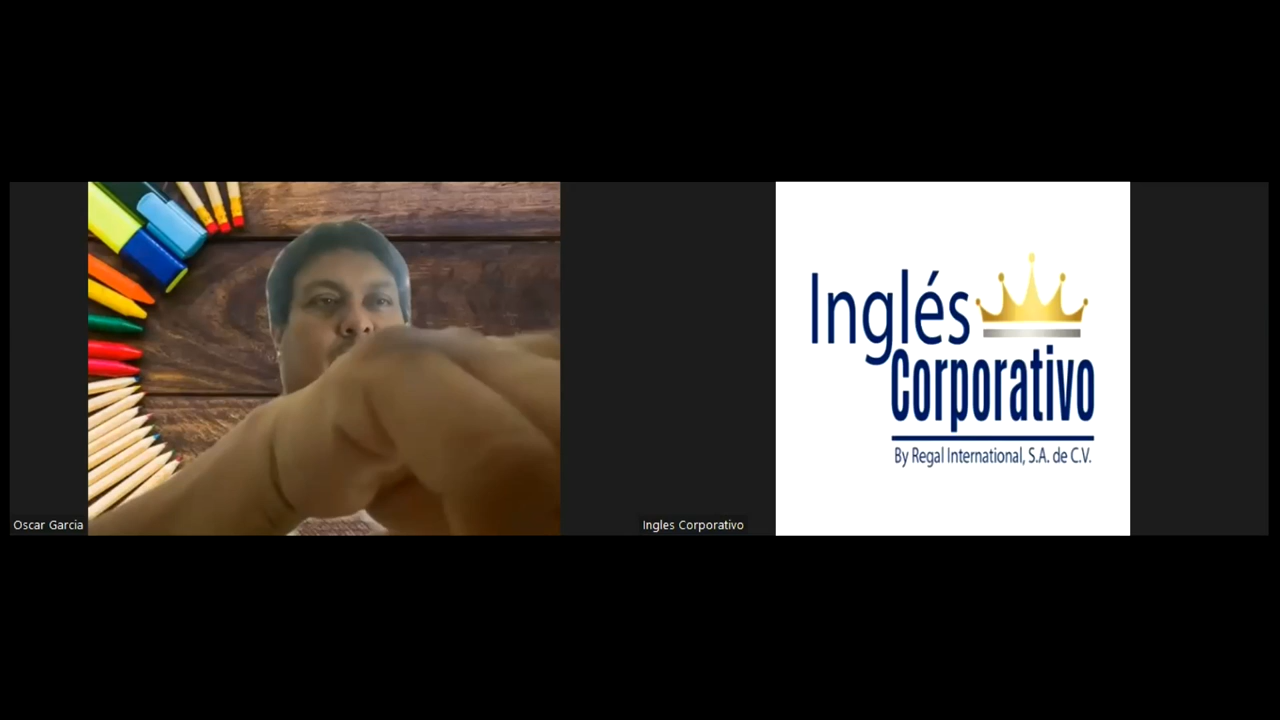 Inglés
Corporativo
By Regal International, S.A. de C.V.
Oscar Garcia
Ingles Corporativo